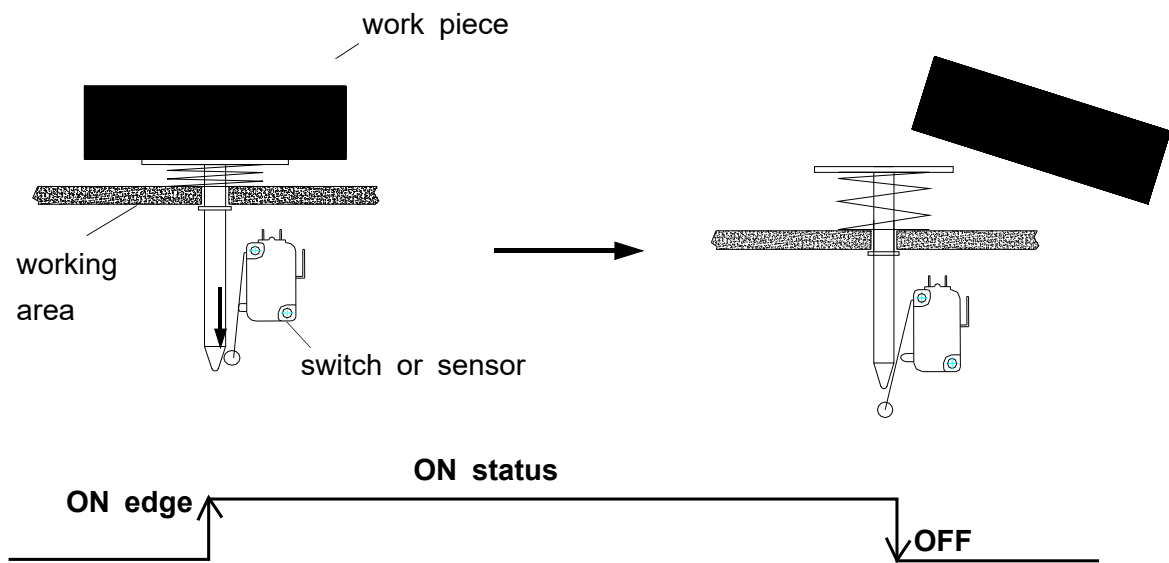 work piece
working
area
switch or sensor
ON status
ON edge
OFF